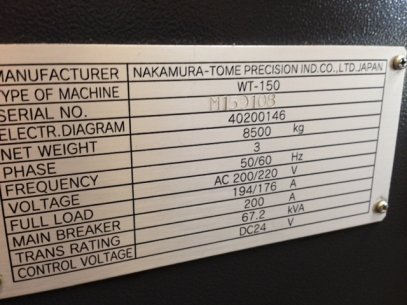 MANUFACTURER NAKAMURA-TOME PRECISION IND.CO.,LTD.JAPAN
TYPE OF MACHINE WT-150
SERIAL NO.
ELECTR.DIAGRAM 40200146
NET WEIGHT 8500 kg
PHASE 3
FREQUENCY 50/60 Hz
VOLTAGE AC 200/220 V
FULL LOAD 194/176 A
MAIN BREAKER 200 A
TRANS RATING 67.2 kVA
CONTROL VOLTAGE DC24 V